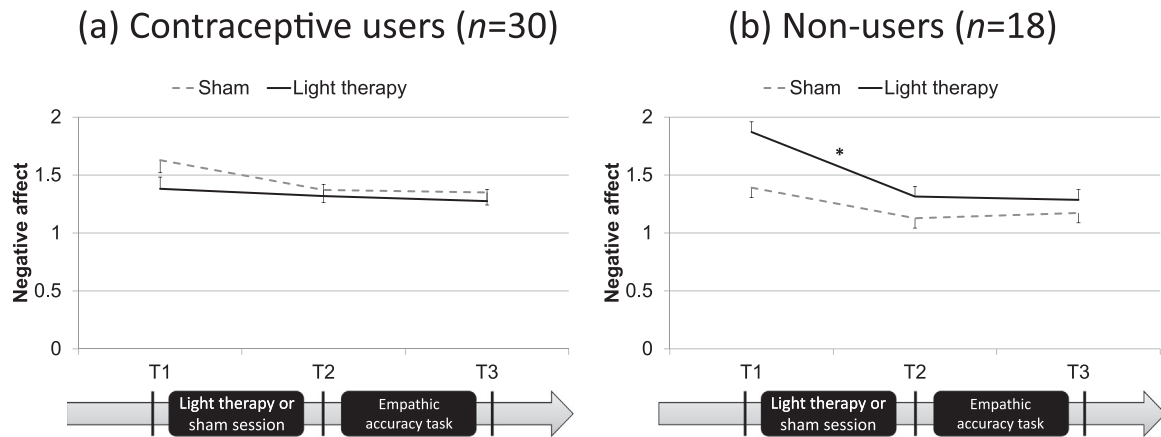 (a) Contraceptive users (n=30)
Sham Light therapy
2
1.5
1
0.5
0
Negative affect
T1 T2 T3
Light therapy or
sham session
Empathic
accuracy task
(b) Non-users (n=18)
Sham Light therapy
2
1.5
1
0.5
0
Negative affect
*
T1 T2 T3
Light therapy or
sham session
Empathic
accuracy task